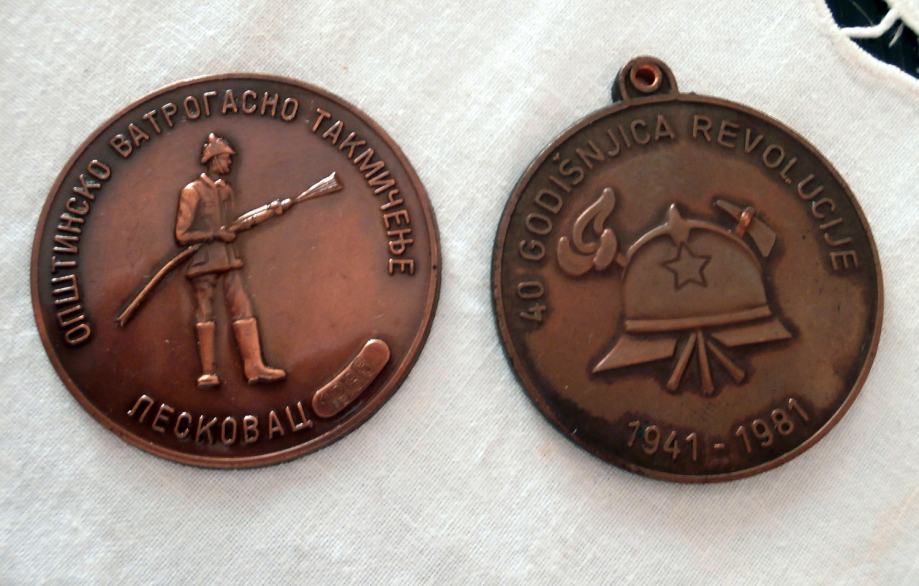 ОПШТИНСКО ВАТРОГАСНО ТАКМИЧЕЊЕ
ЛЕСКОВАЦ
40 GODIŠNJICA REVOLUCIJE
1941-1981